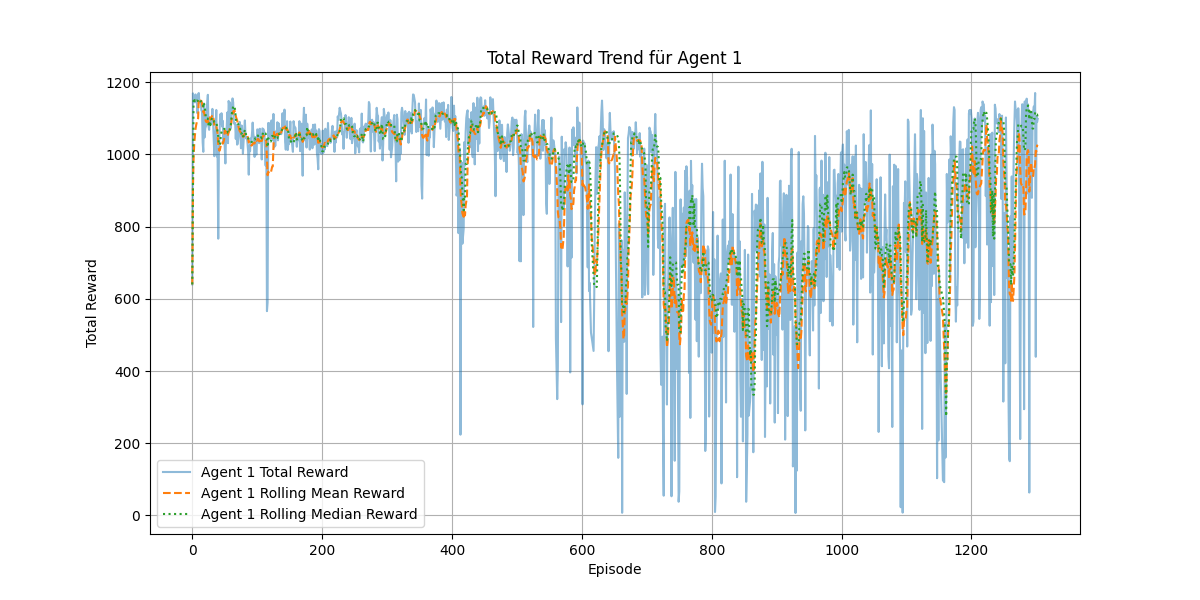 Total Reward Trend für Agent 1
1200
1000
800
600
400
200
0
Total Reward
Agent 1 Total Reward
Agent 1 Rolling Mean Reward
Agent 1 Rolling Median Reward
0 200 400 600 800 1000 1200
Episode